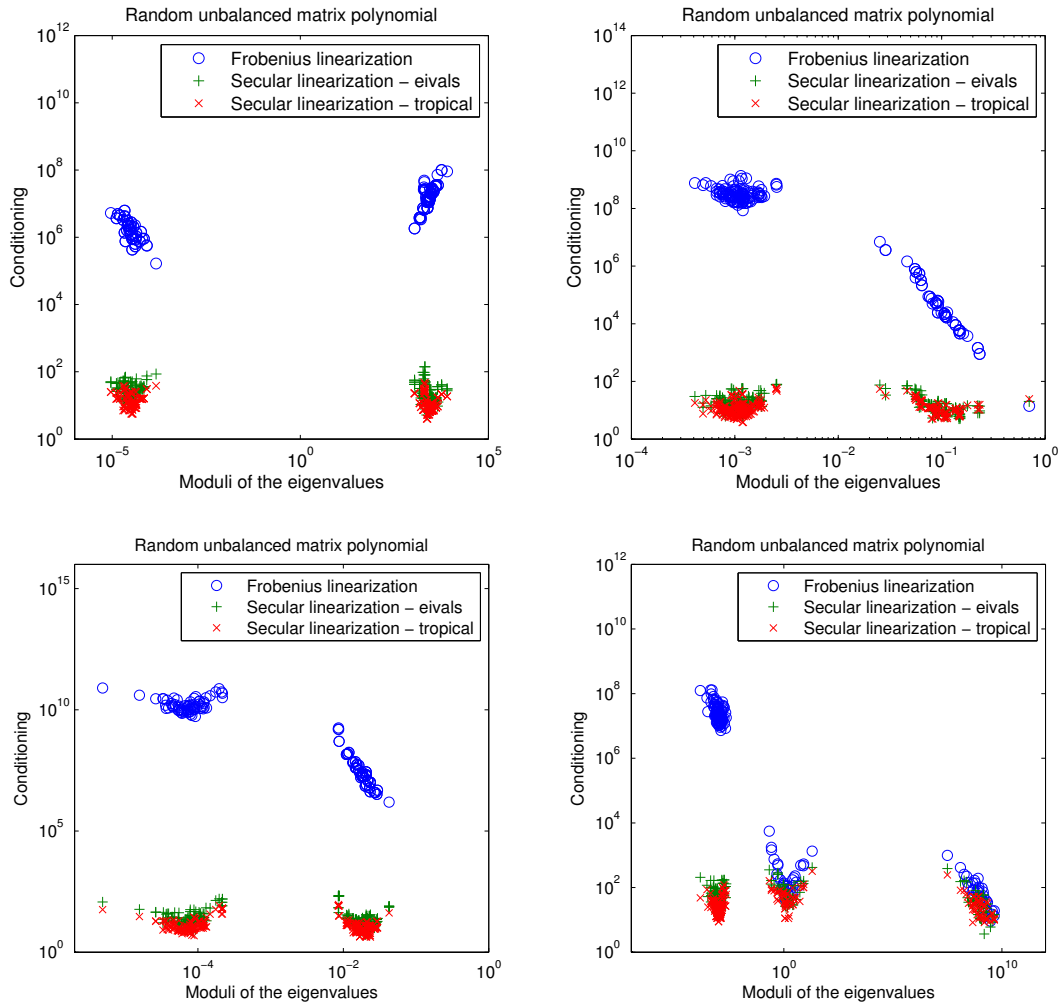 Random unbalanced matrix polynomial
10^12
10^10
10^8
10^6
10^4
10^2
10^0
Conditioning
Frobenius linearization
Secular linearization − eivals
Secular linearization − tropical
10^−5
10^0
10^5
Moduli of the eigenvalues
Random unbalanced matrix polynomial
10^14
10^12
10^10
10^8
10^6
10^4
10^2
10^0
Conditioning
Frobenius linearization
Secular linearization − eivals
Secular linearization − tropical
10^−4
10^−3
10^−2
10^−1
10^0
Moduli of the eigenvalues
Random unbalanced matrix polynomial
10^15
10^10
10^5
10^0
Conditioning
Frobenius linearization
Secular linearization − eivals
Secular linearization − tropical
10^−4
10^−2
10^0
Moduli of the eigenvalues
Random unbalanced matrix polynomial
10^12
10^10
10^8
10^6
10^4
10^2
10^0
Conditioning
Frobenius linearization
Secular linearization − eivals
Secular linearization − tropical
10^0
10^10
Moduli of the eigenvalues